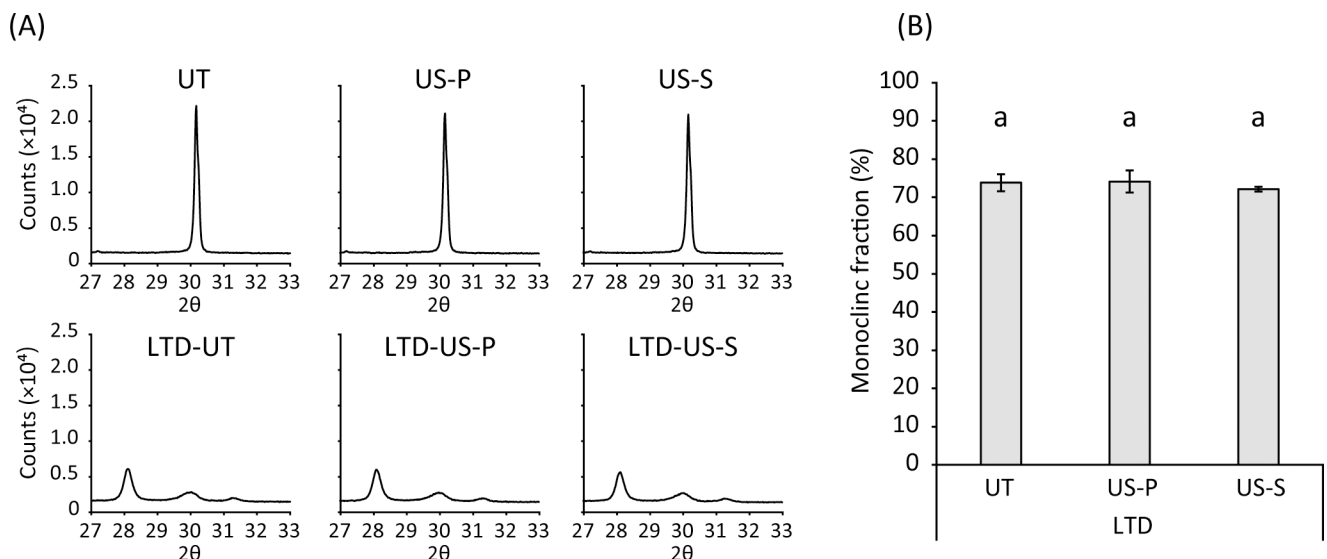 (A)
(B)
UT
US-P
US-S
Counts (×10⁴)
2.5
2.0
1.5
1.0
0.5
0
27 28 29 30 31 32 33
27 28 29 30 31 32 33
27 28 29 30 31 32 33
2θ
2θ
2θ
LTD-UT
LTD-US-P
LTD-US-S
Counts (×10⁴)
2.5
2.0
1.5
1.0
0.5
0
27 28 29 30 31 32 33
27 28 29 30 31 32 33
27 28 29 30 31 32 33
2θ
2θ
2θ
Monoclinc fraction (%)
100
90
80
70
60
50
40
30
20
10
0
a
a
a
UT
US-P
US-S
LTD